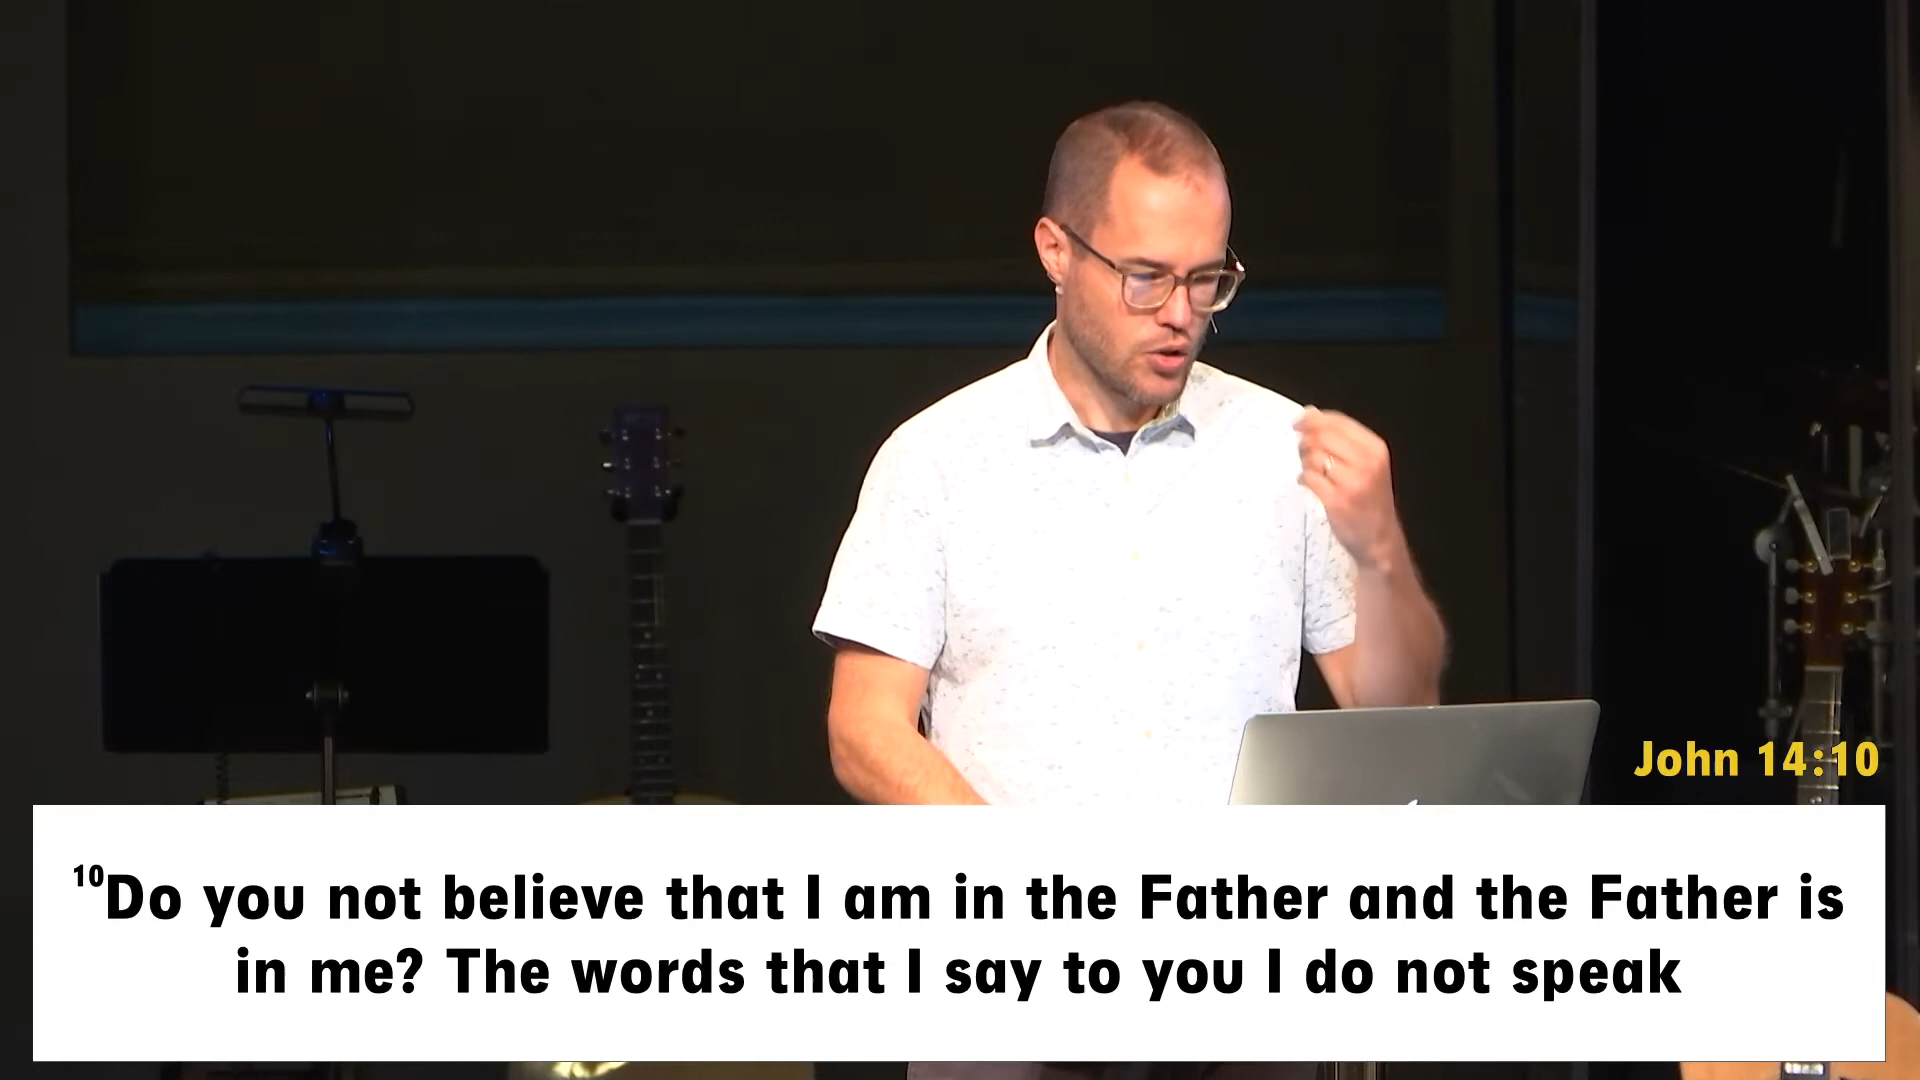 John 14:10
10Do you not believe that I am in the Father and the Father is
in me? The words that I say to you I do not speak